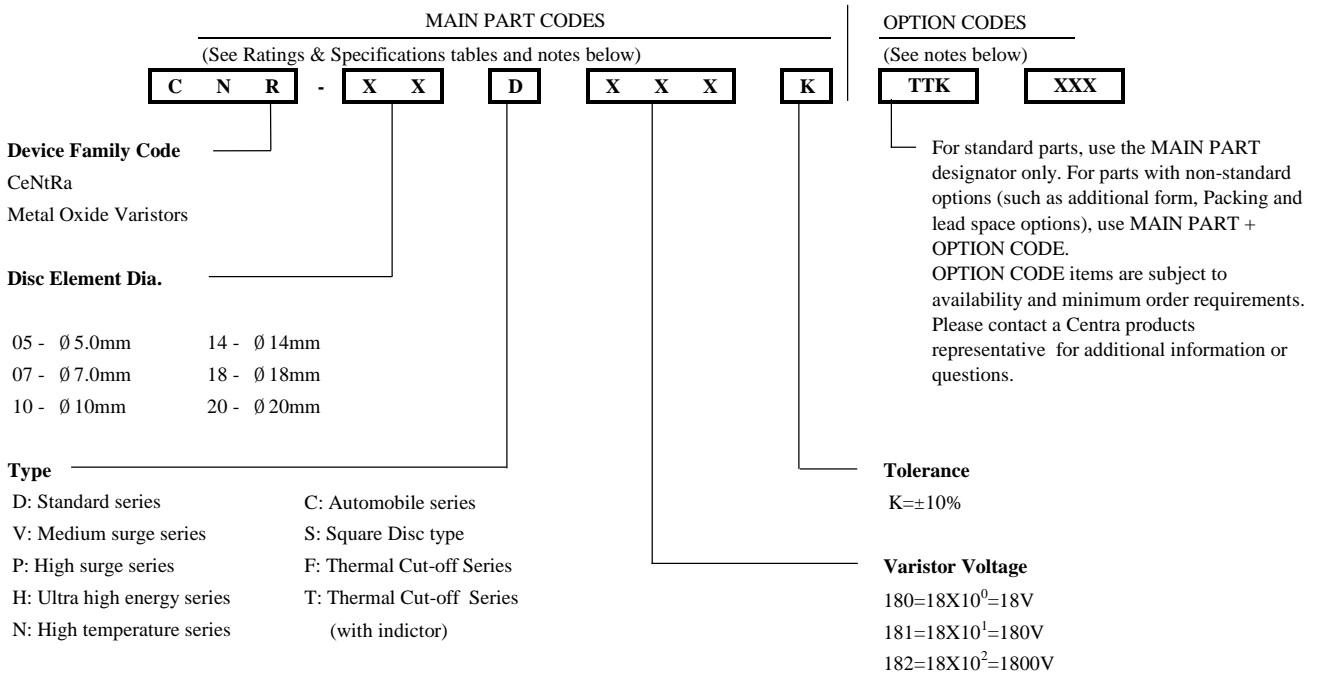 MAIN PART CODES
OPTION CODES
(See Ratings & Specifications tables and notes below)
(See notes below)
C N R - X X D X X X K TTK XXX
Device Family Code
CeNtRa
Metal Oxide Varistors
For standard parts, use the MAIN PART
designator only. For parts with non-standard
options (such as additional form, Packing and
lead space options), use MAIN PART +
OPTION CODE.
OPTION CODE items are subject to
availability and minimum order requirements.
Please contact a Centra products
representative for additional information or
questions.
Disc Element Dia.
05 - Ø 5.0mm 14 - Ø 14mm
07 - Ø 7.0mm 18 - Ø 18mm
10 - Ø 10mm 20 - Ø 20mm
Type
D: Standard series C: Automobile series
V: Medium surge series S: Square Disc type
P: High surge series F: Thermal Cut-off Series
H: Ultra high energy series T: Thermal Cut-off Series
N: High temperature series (with indictor)
Tolerance
K=±10%
Varistor Voltage
180=18X10⁰=18V
181=18X10¹=180V
182=18X10²=1800V